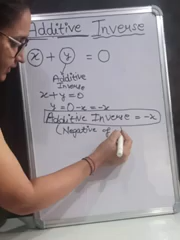 Additive Inverse
x + y = 0
Additive
Inverse
x + y = 0
y = 0 - x = -x
Additive Inverse = -x
(Negative of